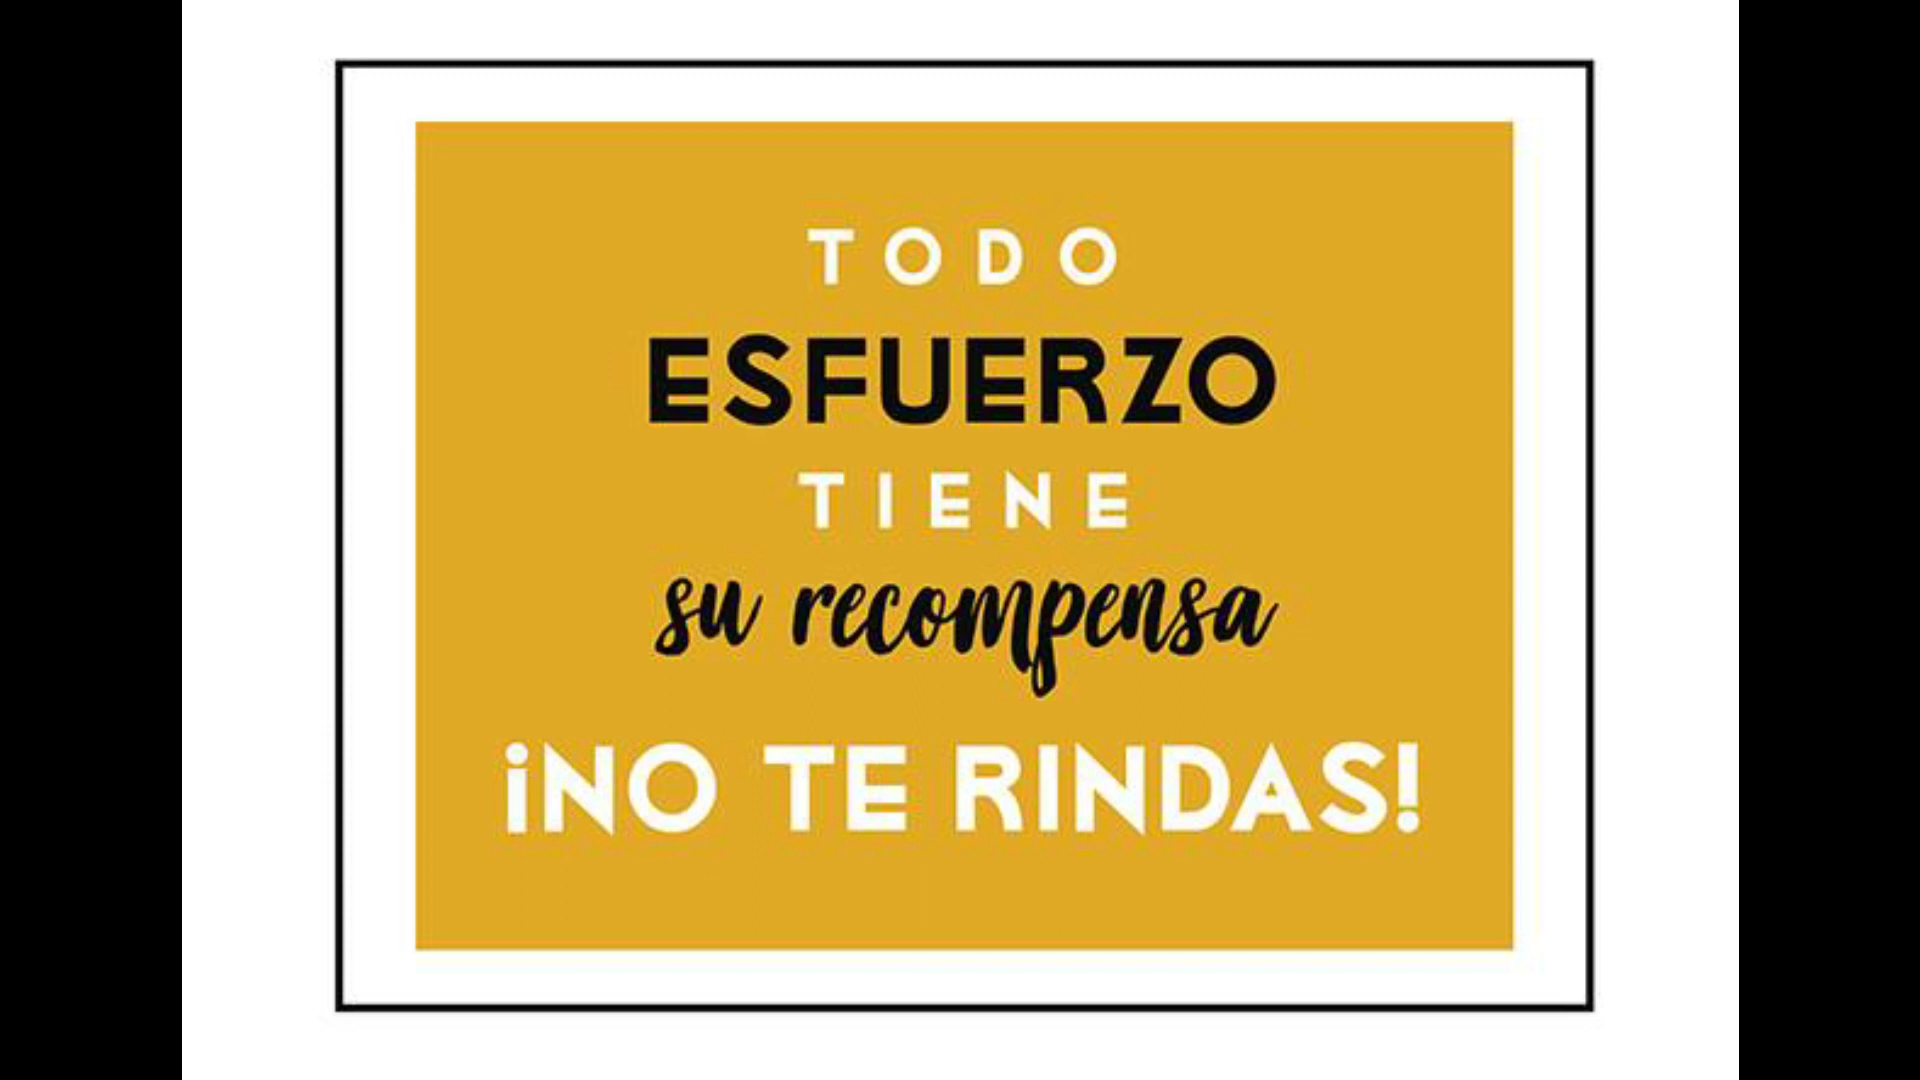 TODO
ESFUERZO
TIENE
su recompensa
¡NO TE RINDAS!